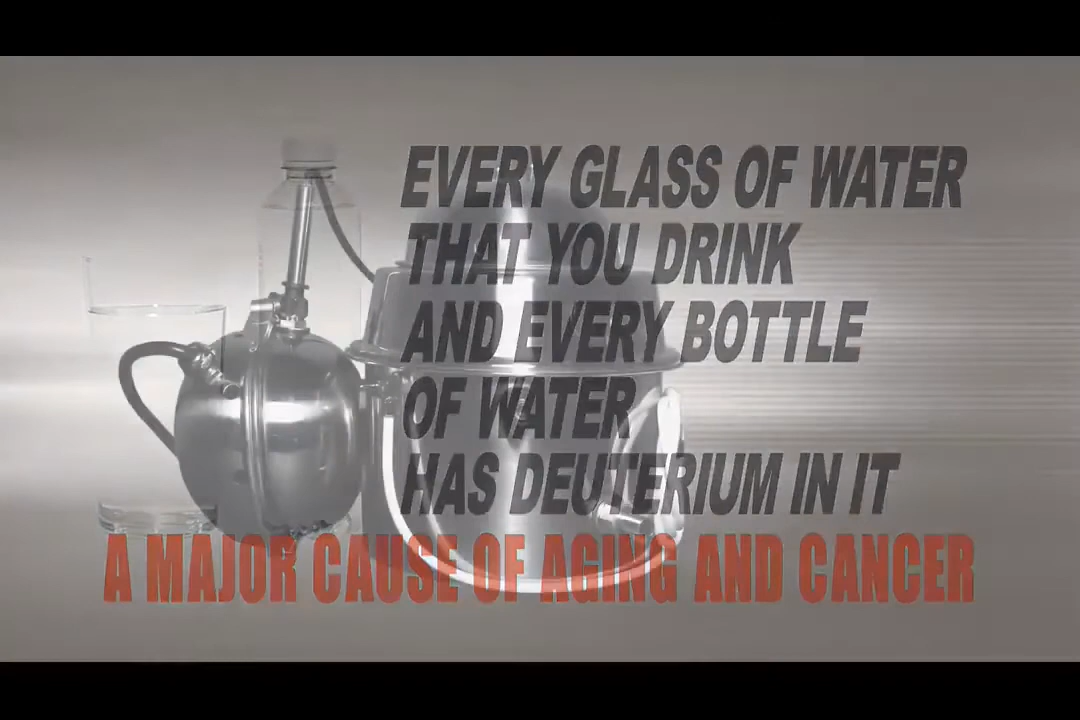 EVERY GLASS OF WATER
THAT YOU DRINK
AND EVERY BOTTLE
OF WATER
HAS DEUTERIUM IN IT
A MAJOR CAUSE OF AGING AND CANCER